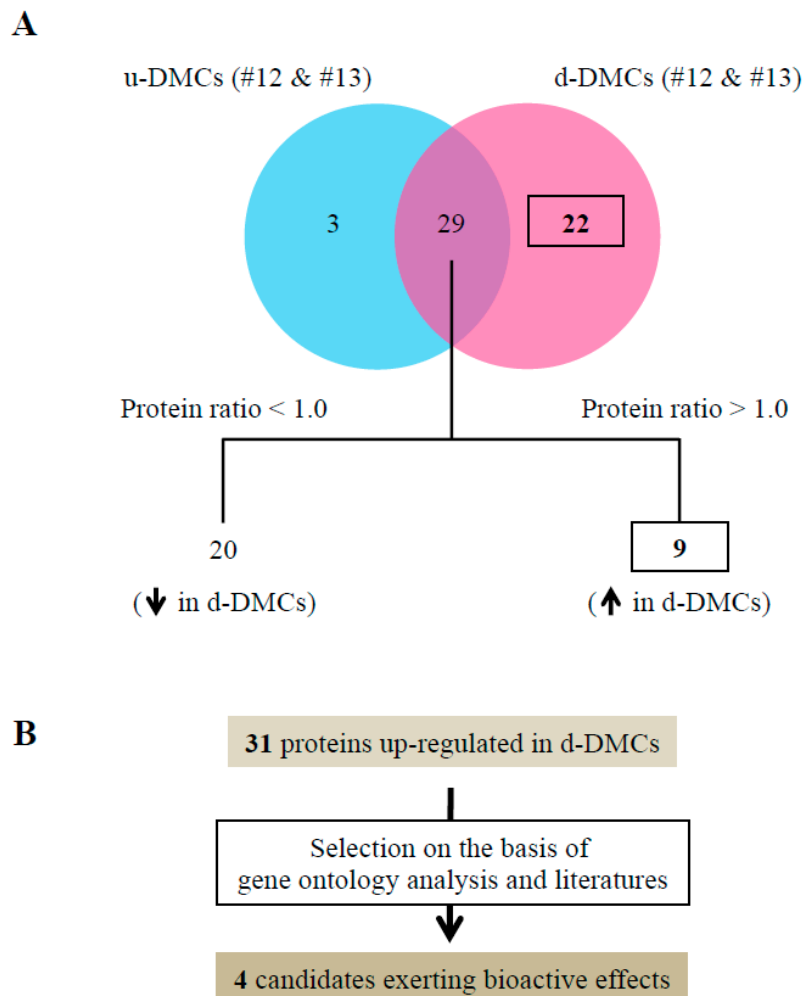 A
u-DMCs (#12 & #13)
d-DMCs (#12 & #13)
3
29
22
Protein ratio < 1.0
Protein ratio > 1.0
20
9
(↓ in d-DMCs)
(↑ in d-DMCs)
B
31 proteins up-regulated in d-DMCs
Selection on the basis of
gene ontology analysis and literatures
4 candidates exerting bioactive effects